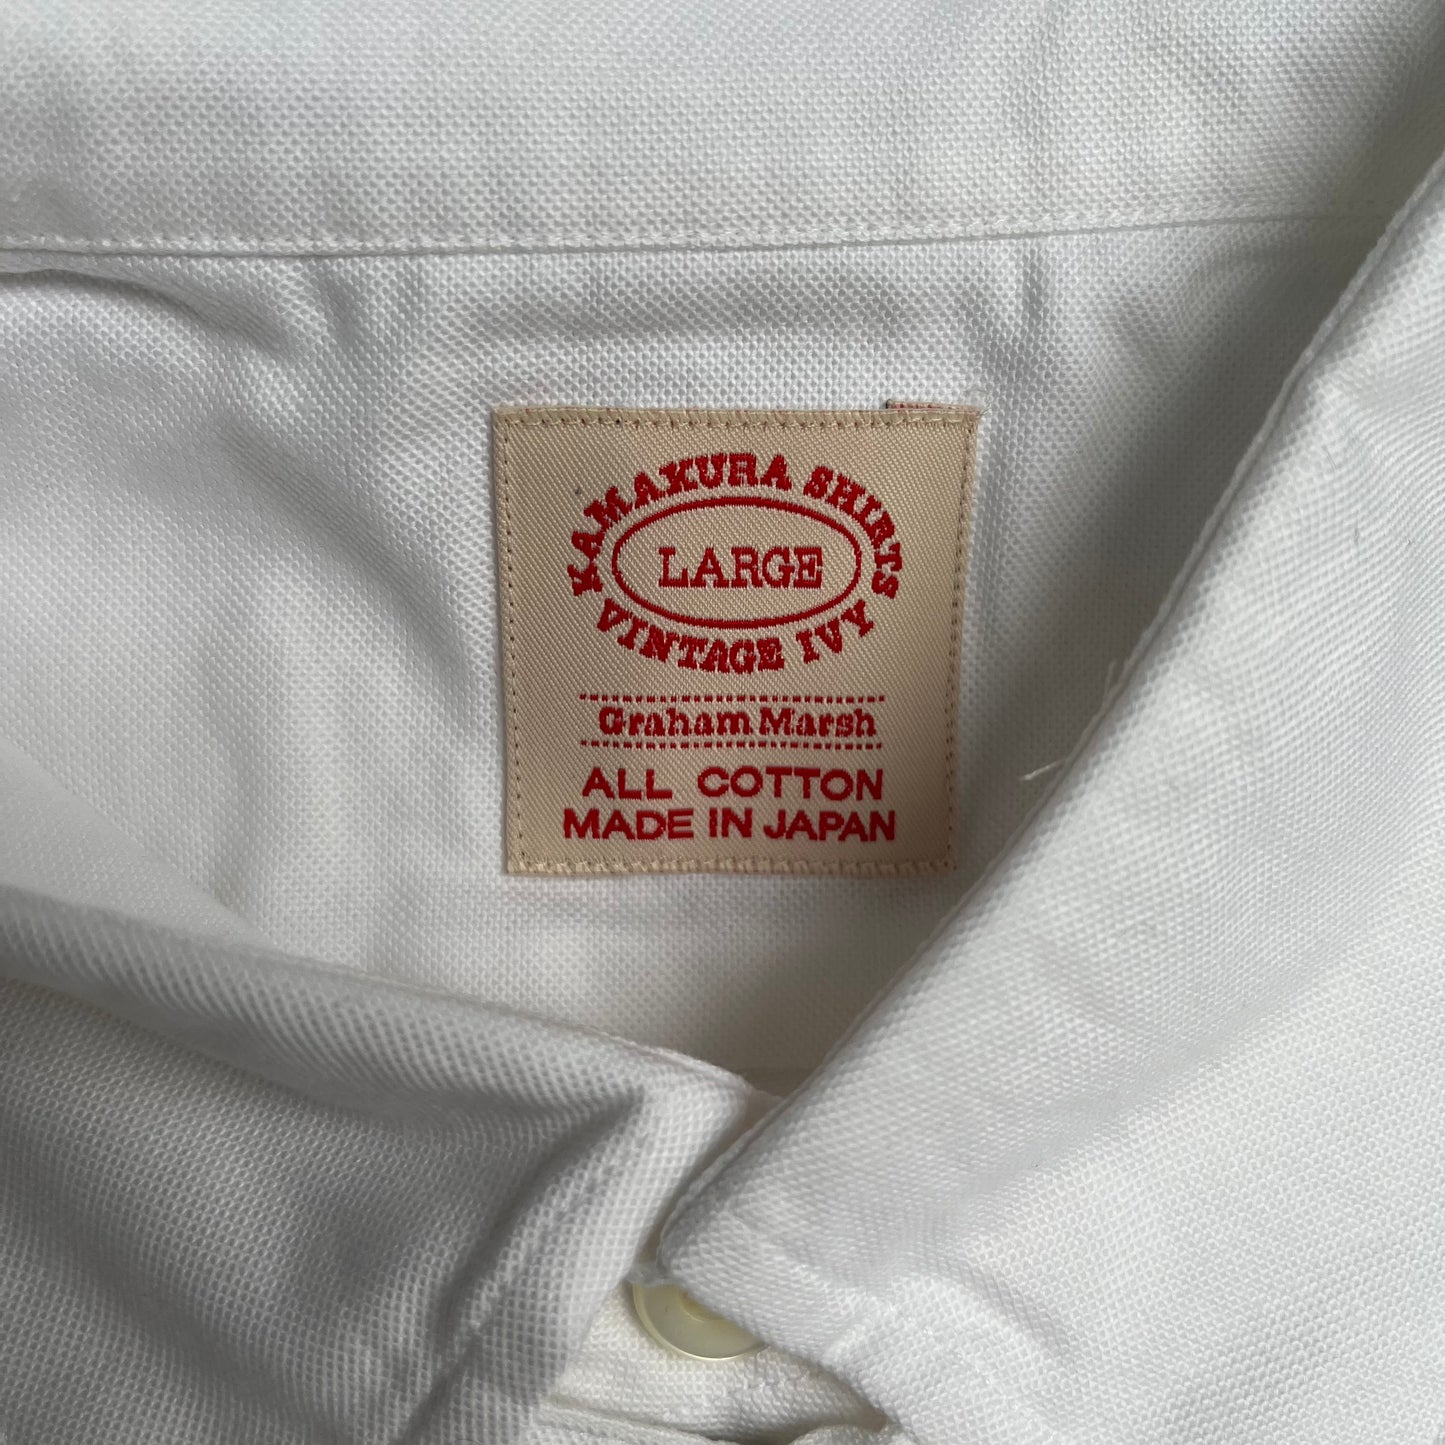 KAMAKURA SHIRTS
LARGE
VINTAGE IVY
Graham Marsh
ALL COTTON
MADE IN JAPAN